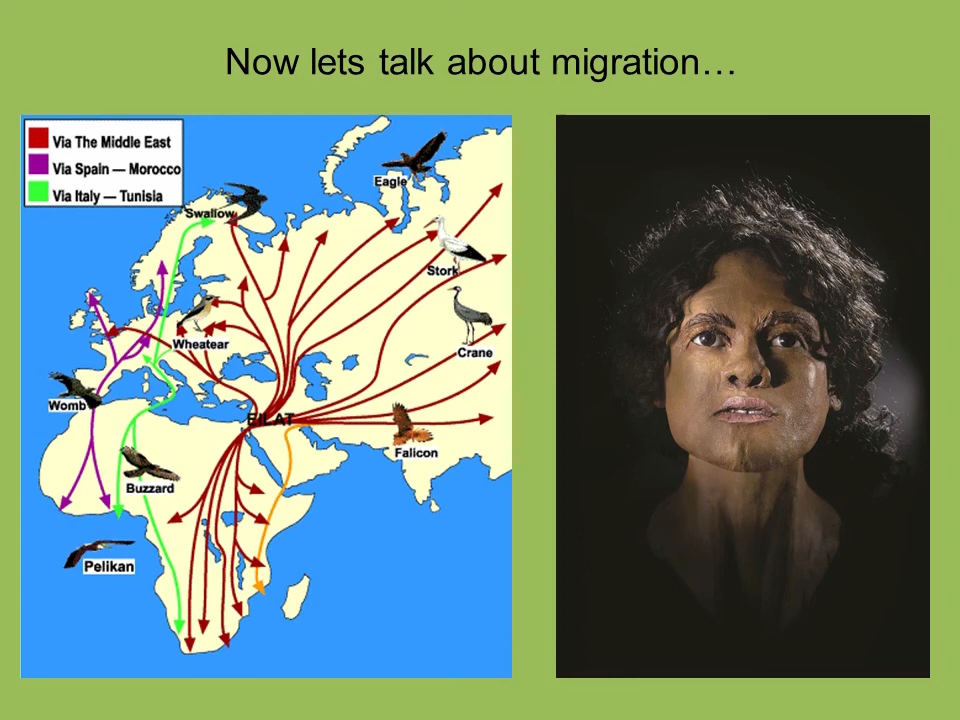 Now lets talk about migration…
Via The Middle East
Via Spain — Morocco
Via Italy — Tunisia
Eagle
Swallow
Stork
Wheatear
Crane
Womb
EILAT
Falicon
Buzzard
Pelikan